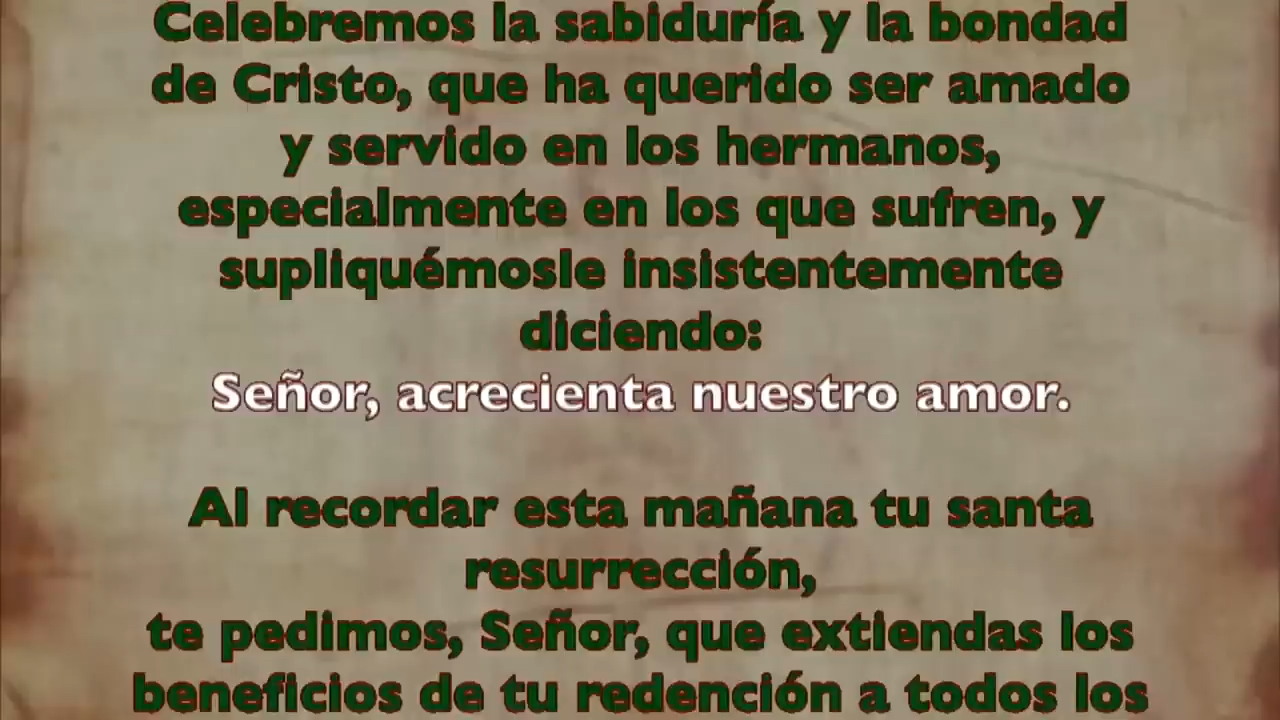 Celebremos la sabiduría y la bondad
de Cristo, que ha querido ser amado
y servido en los hermanos,
especialmente en los que sufren, y
supliquémosle insistentemente
diciendo:
Señor, acrecienta nuestro amor.
Al recordar esta mañana tu santa
resurrección,
te pedimos, Señor, que extiendas los
beneficios de tu redención a todos los